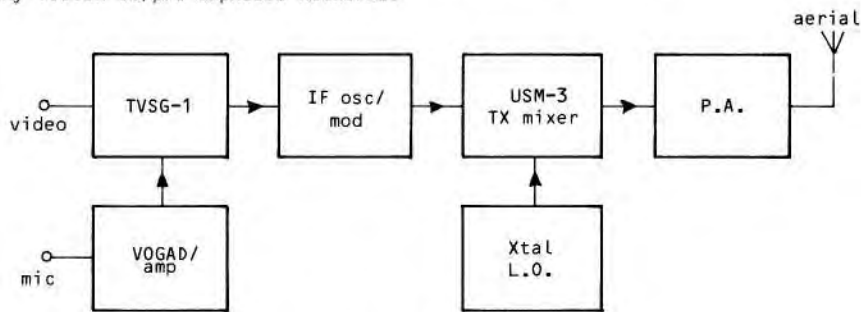 aerial
TVSG-1
IF osc/
mod
USM-3
TX mixer
P.A.
video
VOGAD/
amp
mic
Xtal
L.O.